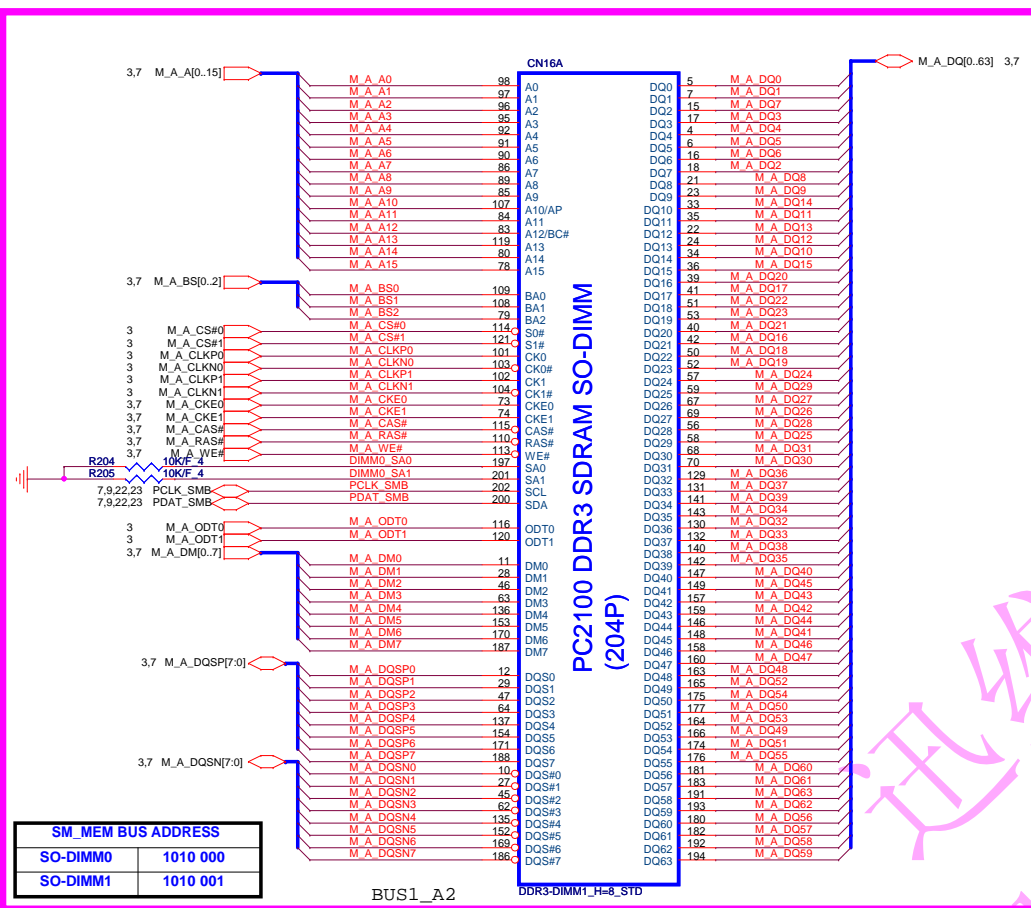 CN16A
3,7 M_A_A[0..15]
M_A_A0 98 A0
M_A_A1 97 A1
M_A_A2 96 A2
M_A_A3 95 A3
M_A_A4 92 A4
M_A_A5 91 A5
M_A_A6 90 A6
M_A_A7 86 A7
M_A_A8 89 A8
M_A_A9 85 A9
M_A_A10 107 A10/AP
M_A_A11 84 A11
M_A_A12 83 A12/BC#
M_A_A13 119 A13
M_A_A14 80 A14
M_A_A15 78 A15
3,7 M_A_BS[0..2]
M_A_BS0 109 BA0
M_A_BS1 108 BA1
M_A_BS2 79 BA2
3 M_A_CS#0 M_A_CS#0 114 S0#
3 M_A_CS#1 M_A_CS#1 121 S1#
3 M_A_CLKP0 M_A_CLKP0 101 CK0
3 M_A_CLKN0 M_A_CLKN0 103 CK0#
3 M_A_CLKP1 M_A_CLKP1 102 CK1
3 M_A_CLKN1 M_A_CLKN1 104 CK1#
3,7 M_A_CKE0 M_A_CKE0 73 CKE0
3,7 M_A_CKE1 M_A_CKE1 74 CKE1
3,7 M_A_CAS# M_A_CAS# 115 CAS#
3,7 M_A_RAS# M_A_RAS# 110 RAS#
3,7 M_A_WE# M_A_WE# 113 WE#
R204 10K/F_4 DIMM0_SA0 197 SA0
R205 10K/F_4 DIMM0_SA1 201 SA1
7,9,22,23 PCLK_SMB PCLK_SMB 202 SCL
7,9,22,23 PDAT_SMB PDAT_SMB 200 SDA
3 M_A_ODT0 M_A_ODT0 116 ODT0
3 M_A_ODT1 M_A_ODT1 120 ODT1
3,7 M_A_DM[0..7]
M_A_DM0 11 DM0
M_A_DM1 28 DM1
M_A_DM2 46 DM2
M_A_DM3 63 DM3
M_A_DM4 136 DM4
M_A_DM5 153 DM5
M_A_DM6 170 DM6
M_A_DM7 187 DM7
3,7 M_A_DQSP[7:0]
M_A_DQSP0 12 DQS0
M_A_DQSP1 29 DQS1
M_A_DQSP2 47 DQS2
M_A_DQSP3 64 DQS3
M_A_DQSP4 137 DQS4
M_A_DQSP5 154 DQS5
M_A_DQSP6 171 DQS6
M_A_DQSP7 188 DQS7
3,7 M_A_DQSN[7:0]
M_A_DQSN0 10 DQS#0
M_A_DQSN1 27 DQS#1
M_A_DQSN2 45 DQS#2
M_A_DQSN3 62 DQS#3
M_A_DQSN4 135 DQS#4
M_A_DQSN5 152 DQS#5
M_A_DQSN6 169 DQS#6
M_A_DQSN7 186 DQS#7
PC2100 DDR3 SDRAM SO-DIMM
(204P)
M_A_DQ[0..63] 3,7
DQ0 5 M_A_DQ0
DQ1 7 M_A_DQ1
DQ2 15 M_A_DQ7
DQ3 17 M_A_DQ3
DQ4 4 M_A_DQ4
DQ5 6 M_A_DQ5
DQ6 16 M_A_DQ6
DQ7 18 M_A_DQ2
DQ8 21 M_A_DQ8
DQ9 23 M_A_DQ9
DQ10 33 M_A_DQ14
DQ11 35 M_A_DQ11
DQ12 22 M_A_DQ13
DQ13 24 M_A_DQ12
DQ14 34 M_A_DQ10
DQ15 36 M_A_DQ15
DQ16 39 M_A_DQ20
DQ17 41 M_A_DQ17
DQ18 51 M_A_DQ22
DQ19 53 M_A_DQ23
DQ20 40 M_A_DQ21
DQ21 42 M_A_DQ16
DQ22 50 M_A_DQ18
DQ23 52 M_A_DQ19
DQ24 57 M_A_DQ24
DQ25 59 M_A_DQ29
DQ26 67 M_A_DQ27
DQ27 69 M_A_DQ26
DQ28 56 M_A_DQ28
DQ29 58 M_A_DQ25
DQ30 68 M_A_DQ31
DQ31 70 M_A_DQ30
DQ32 129 M_A_DQ36
DQ33 131 M_A_DQ37
DQ34 141 M_A_DQ39
DQ35 143 M_A_DQ34
DQ36 130 M_A_DQ32
DQ37 132 M_A_DQ33
DQ38 140 M_A_DQ38
DQ39 142 M_A_DQ35
DQ40 147 M_A_DQ40
DQ41 149 M_A_DQ45
DQ42 157 M_A_DQ43
DQ43 159 M_A_DQ42
DQ44 146 M_A_DQ44
DQ45 148 M_A_DQ41
DQ46 158 M_A_DQ46
DQ47 160 M_A_DQ47
DQ48 163 M_A_DQ48
DQ49 165 M_A_DQ52
DQ50 175 M_A_DQ54
DQ51 177 M_A_DQ50
DQ52 164 M_A_DQ53
DQ53 166 M_A_DQ49
DQ54 174 M_A_DQ51
DQ55 176 M_A_DQ55
DQ56 181 M_A_DQ60
DQ57 183 M_A_DQ61
DQ58 191 M_A_DQ63
DQ59 193 M_A_DQ62
DQ60 180 M_A_DQ56
DQ61 182 M_A_DQ57
DQ62 192 M_A_DQ58
DQ63 194 M_A_DQ59
DDR3-DIMM1_H=8_STD
SM_MEM BUS ADDRESS
SO-DIMM0 1010 000
SO-DIMM1 1010 001
BUS1_A2
迅